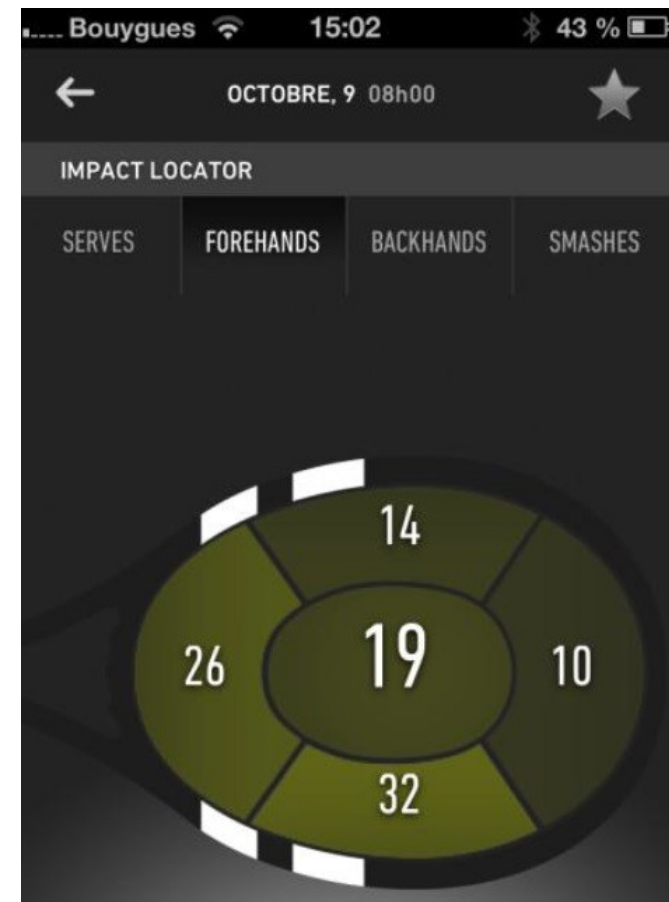 Bouygues 15:02 43 %
OCTOBRE, 9 08h00
IMPACT LOCATOR
SERVES FOREHANDS BACKHANDS SMASHES
14
26 19 10
32